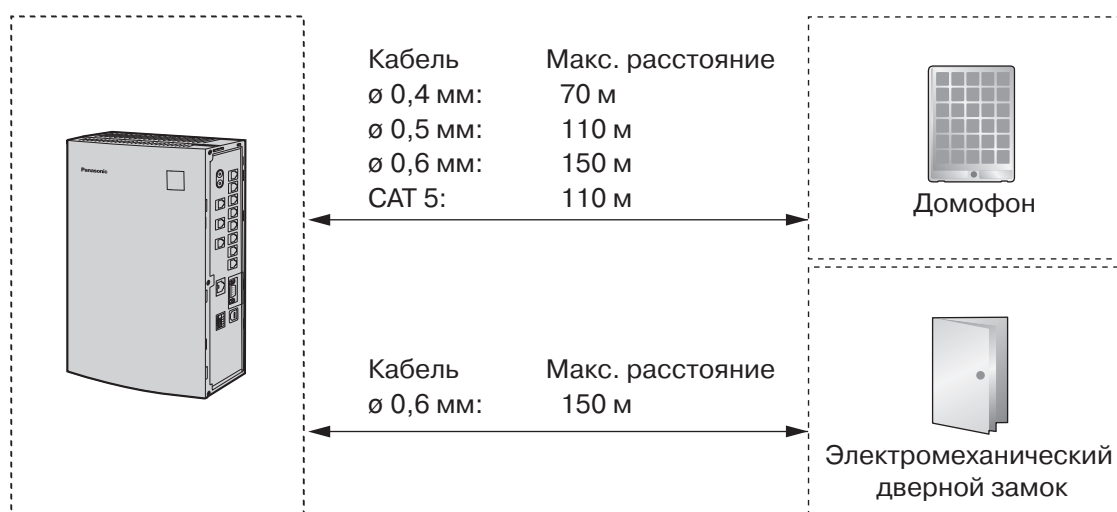 Panasonic
Кабель Макс. расстояние
ø 0,4 мм: 70 м
ø 0,5 мм: 110 м
ø 0,6 мм: 150 м
CAT 5: 110 м
Домофон
Кабель Макс. расстояние
ø 0,6 мм: 150 м
Электромеханический
дверной замок